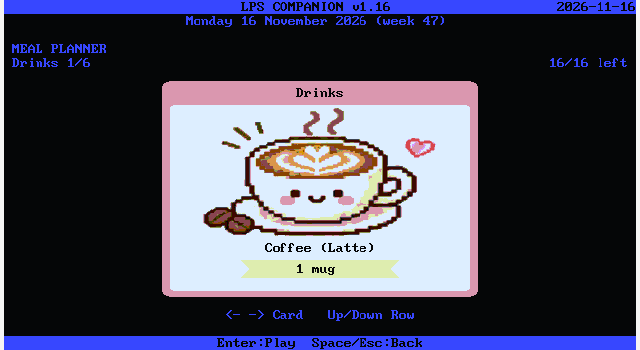 LPS COMPANION v1.16
2026-11-16
Monday 16 November 2026 (week 47)
MEAL PLANNER
Drinks 1/6
16/16 left
Drinks
Coffee (Latte)
1 mug
<- -> Card   Up/Down Row
Enter:Play  Space/Esc:Back